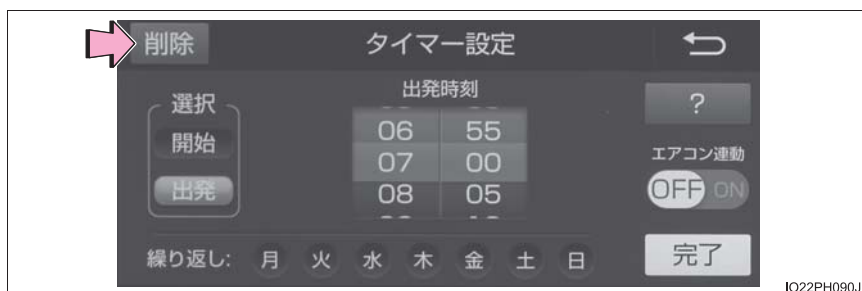 削除 タイマー設定
出発時刻
選択
開始
出発
06 55
07 00
08 05
?
エアコン連動
OFF ON
繰り返し: 月 火 水 木 金 土 日
完了
IO22PH090J